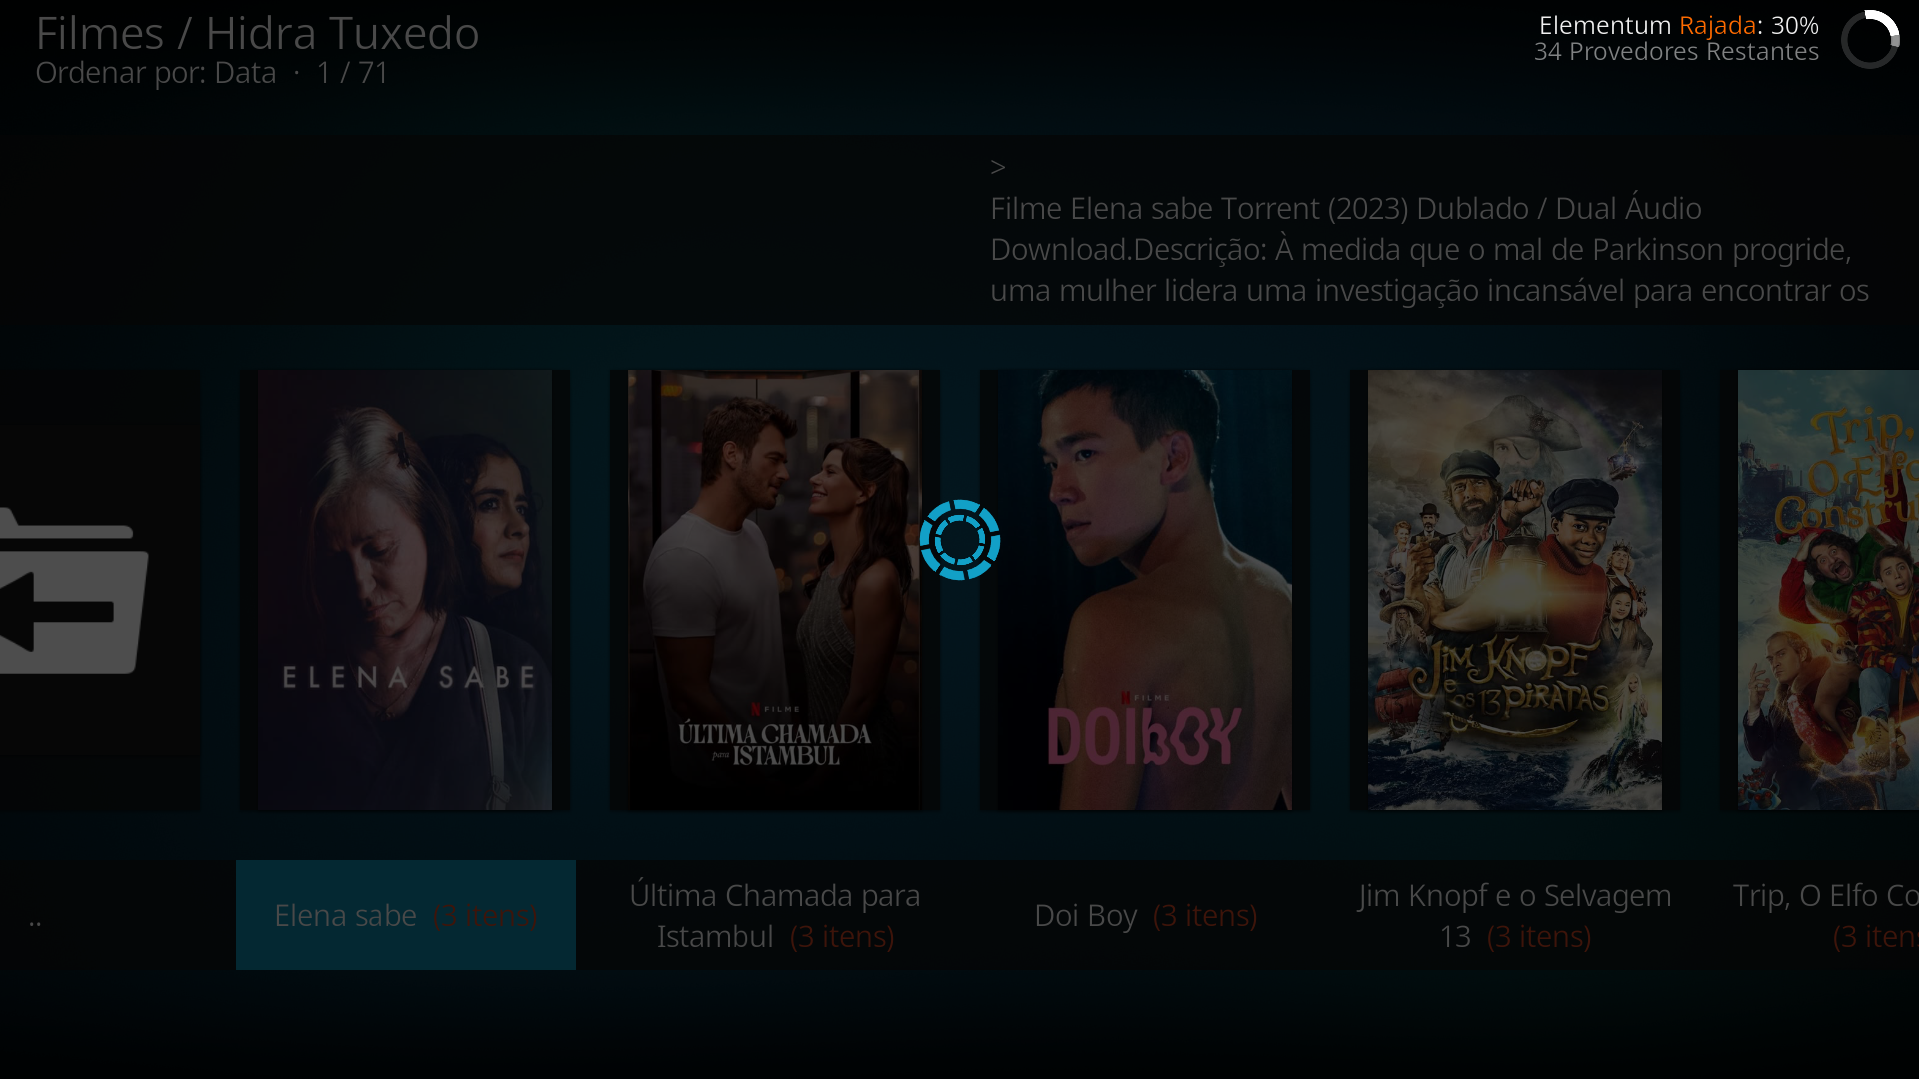 Filmes / Hidra Tuxedo
Ordenar por: Data · 1 / 71
Elementum Rajada: 30%
34 Provedores Restantes
>
Filme Elena sabe Torrent (2023) Dublado / Dual Áudio
Download.Descrição: À medida que o mal de Parkinson progride,
uma mulher lidera uma investigação incansável para encontrar os
ELENA SABE
N FILME
ÚLTIMA CHAMADA
para ISTAMBUL
N FILME
DOIBOY
JIM KNOPF
e os 13 PIRATAS
Trip,
O Elfo
Constru
..
Elena sabe (3 itens)
Última Chamada para
Istambul (3 itens)
Doi Boy (3 itens)
Jim Knopf e o Selvagem
13 (3 itens)
Trip, O Elfo Co
(3 itens